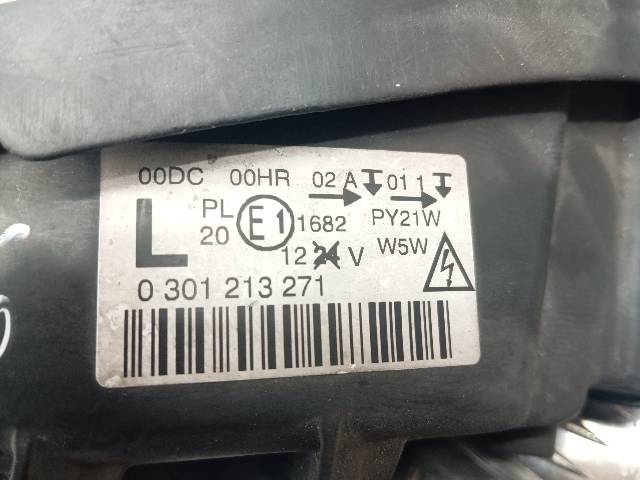 00DC 00HR 02 A 01 1
PL E1 1682 PY21W
L 20
12 24 V W5W
0 301 213 271